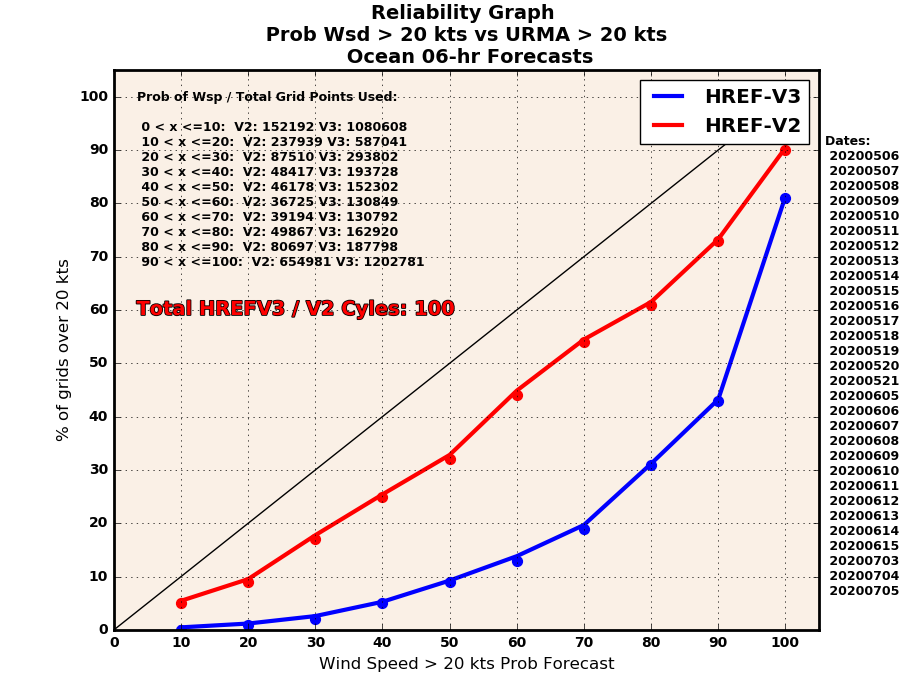 Reliability Graph
Prob Wsd > 20 kts vs URMA > 20 kts
Ocean 06-hr Forecasts
Prob of Wsp / Total Grid Points Used:
0 < x <=10: V2: 152192 V3: 1080608
10 < x <=20: V2: 237939 V3: 587041
20 < x <=30: V2: 87510 V3: 293802
30 < x <=40: V2: 48417 V3: 193728
40 < x <=50: V2: 46178 V3: 152302
50 < x <=60: V2: 36725 V3: 130849
60 < x <=70: V2: 39194 V3: 130792
70 < x <=80: V2: 49867 V3: 162920
80 < x <=90: V2: 80697 V3: 187798
90 < x <=100: V2: 654981 V3: 1202781
Total HREFV3 / V2 Cyles: 100
HREF-V3
HREF-V2
% of grids over 20 kts
100
90
80
70
60
50
40
30
20
10
0
0 10 20 30 40 50 60 70 80 90 100
Wind Speed > 20 kts Prob Forecast
Dates:
20200506
20200507
20200508
20200509
20200510
20200511
20200512
20200513
20200514
20200515
20200516
20200517
20200518
20200519
20200520
20200521
20200605
20200606
20200607
20200608
20200609
20200610
20200611
20200612
20200613
20200614
20200615
20200703
20200704
20200705